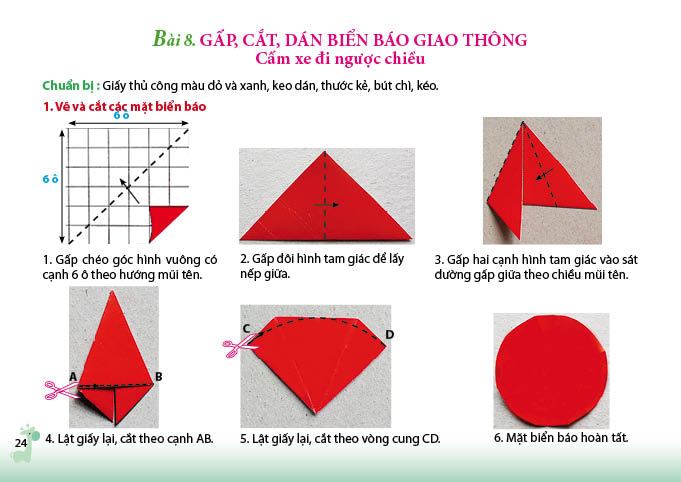 Bài 8. GẤP, CẮT, DÁN BIỂN BÁO GIAO THÔNG
Cấm xe đi ngược chiều
Chuẩn bị : Giấy thủ công màu đỏ và xanh, keo dán, thước kẻ, bút chì, kéo.
1. Vẽ và cắt các mặt biển báo
6 ô
6 ô
1. Gấp chéo góc hình vuông có
cạnh 6 ô theo hướng mũi tên.
2. Gấp đôi hình tam giác để lấy
nếp giữa.
3. Gấp hai cạnh hình tam giác vào sát
đường gấp giữa theo chiều mũi tên.
A
B
C
D
4. Lật giấy lại, cắt theo cạnh AB.
5. Lật giấy lại, cắt theo vòng cung CD.
6. Mặt biển báo hoàn tất.
24